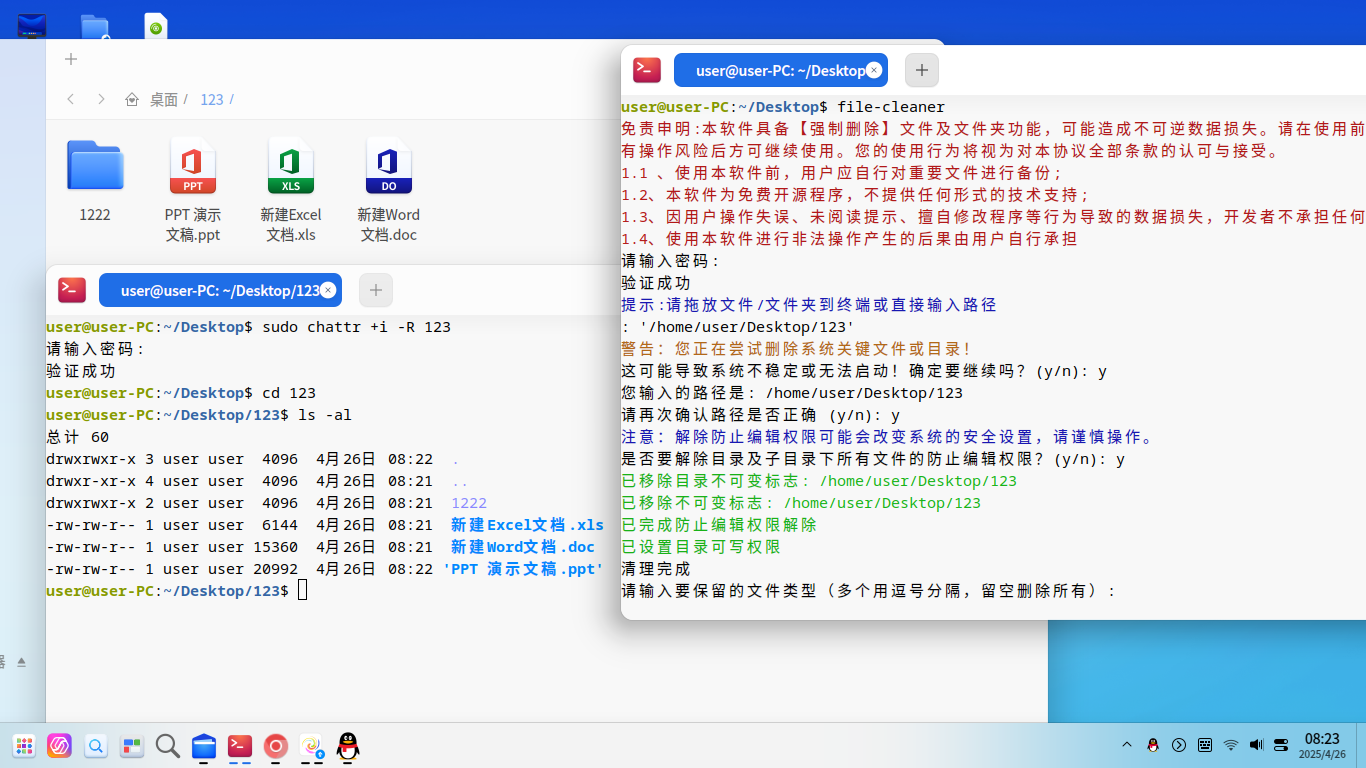 桌面 /
123 /
1222
PPT 演示
文稿.ppt
新建Excel
文档.xls
新建Word
文档.doc
PPT
XLS
DO
user@user-PC: ~/Desktop/123
user@user-PC:~/Desktop$ sudo chattr +i -R 123
请输入密码:
验证成功
user@user-PC:~/Desktop$ cd 123
user@user-PC:~/Desktop/123$ ls -al
总计 60
drwxrwxr-x 3 user user  4096  4月26日 08:22  .
drwxr-xr-x 4 user user  4096  4月26日 08:21  ..
drwxrwxr-x 2 user user  4096  4月26日 08:21  1222
-rw-rw-r-- 1 user user  6144  4月26日 08:21  新建Excel文档.xls
-rw-rw-r-- 1 user user 15360  4月26日 08:21  新建Word文档.doc
-rw-rw-r-- 1 user user 20992  4月26日 08:22 'PPT 演示文稿.ppt'
user@user-PC:~/Desktop/123$
user@user-PC: ~/Desktop
user@user-PC:~/Desktop$ file-cleaner
免责申明:本软件具备【强制删除】文件及文件夹功能，可能造成不可逆数据损失。请在使用前
有操作风险后方可继续使用。您的使用行为将视为对本协议全部条款的认可与接受。
1.1 、使用本软件前，用户应自行对重要文件进行备份;
1.2、本软件为免费开源程序，不提供任何形式的技术支持;
1.3、因用户操作失误、未阅读提示、擅自修改程序等行为导致的数据损失，开发者不承担任何
1.4、使用本软件进行非法操作产生的后果由用户自行承担
请输入密码:
验证成功
提示:请拖放文件/文件夹到终端或直接输入路径
: '/home/user/Desktop/123'
警告：您正在尝试删除系统关键文件或目录！
这可能导致系统不稳定或无法启动！确定要继续吗？(y/n): y
您输入的路径是: /home/user/Desktop/123
请再次确认路径是否正确 (y/n): y
注意：解除防止编辑权限可能会改变系统的安全设置，请谨慎操作。
是否要解除目录及子目录下所有文件的防止编辑权限？(y/n): y
已移除目录不可变标志: /home/user/Desktop/123
已移除不可变标志: /home/user/Desktop/123
已完成防止编辑权限解除
已设置目录可写权限
清理完成
请输入要保留的文件类型（多个用逗号分隔，留空删除所有）:
器
08:23
2025/4/26